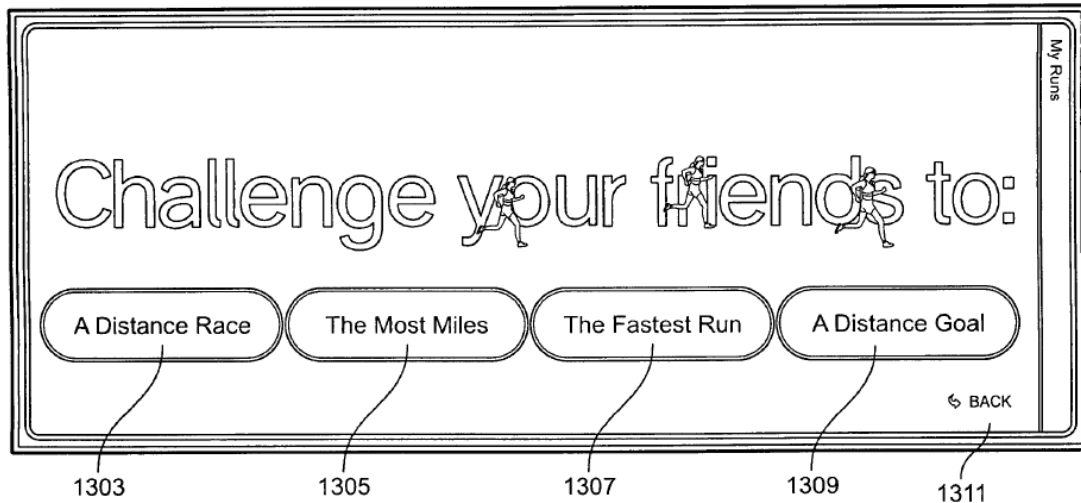 My Runs
Challenge your friends to:
A Distance Race
The Most Miles
The Fastest Run
A Distance Goal
BACK
1303
1305
1307
1309
1311